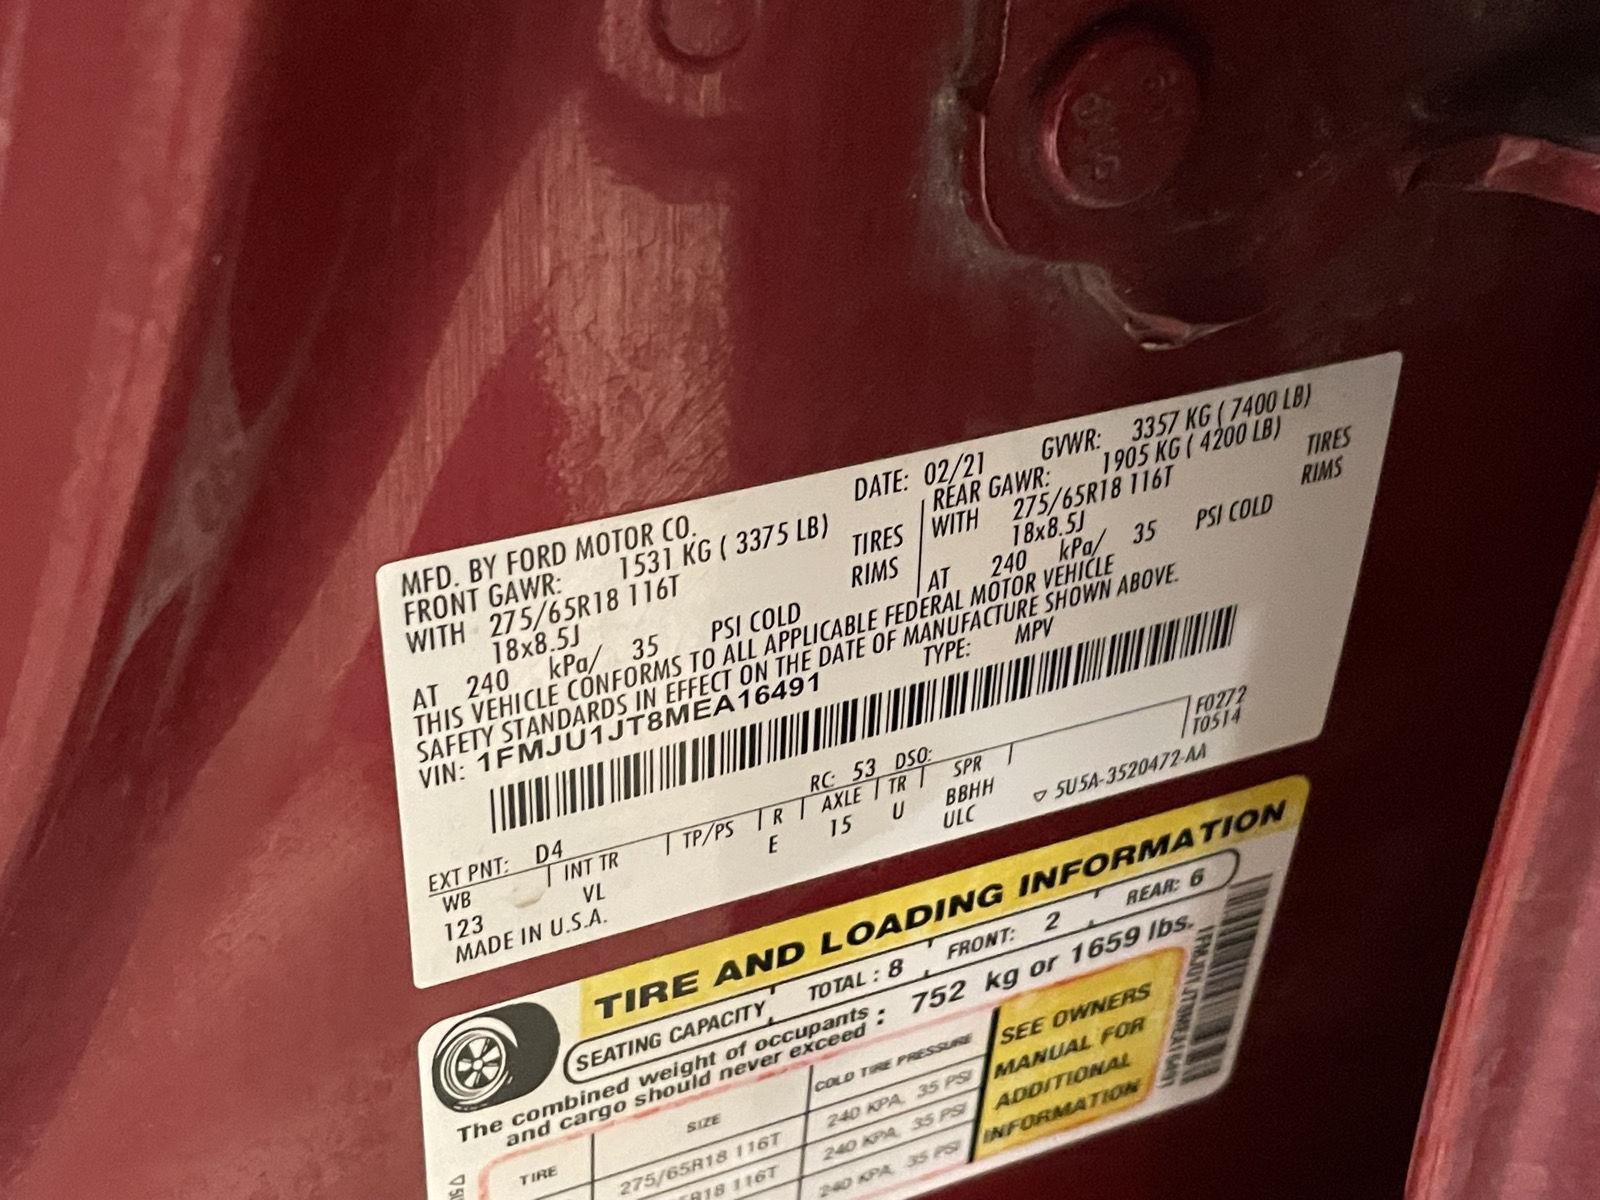 MFD. BY FORD MOTOR CO. DATE: 02/21 GVWR: 3357 KG ( 7400 LB)
FRONT GAWR: 1531 KG ( 3375 LB) REAR GAWR: 1905 KG ( 4200 LB)
WITH 275/65R18 116T TIRES WITH 275/65R18 116T TIRES
18x8.5J RIMS 18x8.5J RIMS
AT 240 kPa/ 35 PSI COLD AT 240 kPa/ 35 PSI COLD
THIS VEHICLE CONFORMS TO ALL APPLICABLE FEDERAL MOTOR VEHICLE
SAFETY STANDARDS IN EFFECT ON THE DATE OF MANUFACTURE SHOWN ABOVE.
VIN: 1FMJU1JT8MEA16491 TYPE: MPV
F0272
T0514
EXT PNT: D4 RC: 53 DSO:
WB INT TR TP/PS R AXLE TR SPR
123 VL E 15 U BBHH
ULC
MADE IN U.S.A. ▽ 5U5A-3520472-AA
TIRE AND LOADING INFORMATION
SEATING CAPACITY TOTAL : 8 FRONT: 2 REAR: 6
The combined weight of occupants
and cargo should never exceed : 752 kg or 1659 lbs.
TIRE SIZE COLD TIRE PRESSURE
275/65R18 116T 240 KPA, 35 PSI
R18 116T 240 KPA, 35 PSI
240 KPA, 35 PSI
SEE OWNERS
MANUAL FOR
ADDITIONAL
INFORMATION
1FMJU1JT8MEA16491